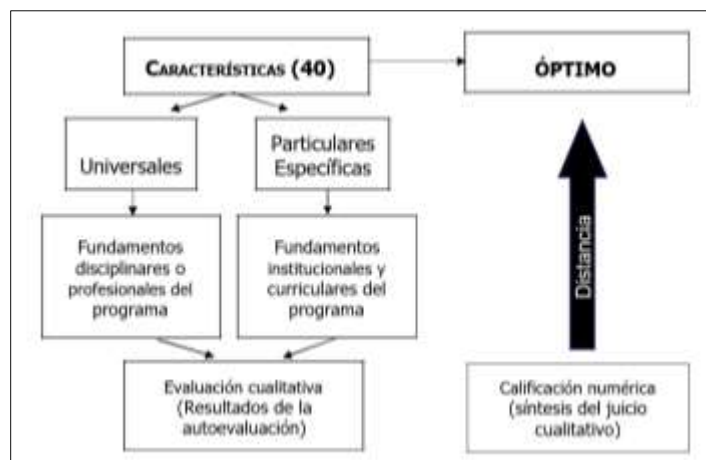 CARACTERÍSTICAS (40)
ÓPTIMO
Universales
Particulares
Específicas
Fundamentos
disciplinares o
profesionales del
programa
Fundamentos
institucionales y
curriculares del
programa
Distancia
Evaluación cualitativa
(Resultados de la
autoevaluación)
Calificación numérica
(síntesis del juicio
cualitativo)